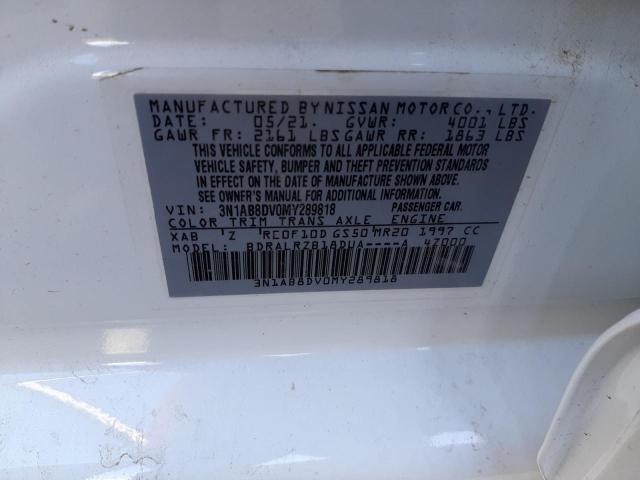 MANUFACTURED BY NISSAN MOTOR CO., LTD.
DATE: 05/21. GVWR: 4001 LBS
GAWR FR: 2161 LBS GAWR RR: 1863 LBS
THIS VEHICLE CONFORMS TO ALL APPLICABLE FEDERAL MOTOR
VEHICLE SAFETY, BUMPER AND THEFT PREVENTION STANDARDS
IN EFFECT ON THE DATE OF MANUFACTURE SHOWN ABOVE.
SEE OWNER'S MANUAL FOR MORE INFORMATION.
VIN: 3N1AB8DV0MY289818 PASSENGER CAR.
COLOR TRIM TRANS AXLE ENGINE
XAB Z RE0F10D GS50 MR20 1997 CC
MODEL: BDRALRZB18DUA----A 47000
3N1AB8DV0MY289818